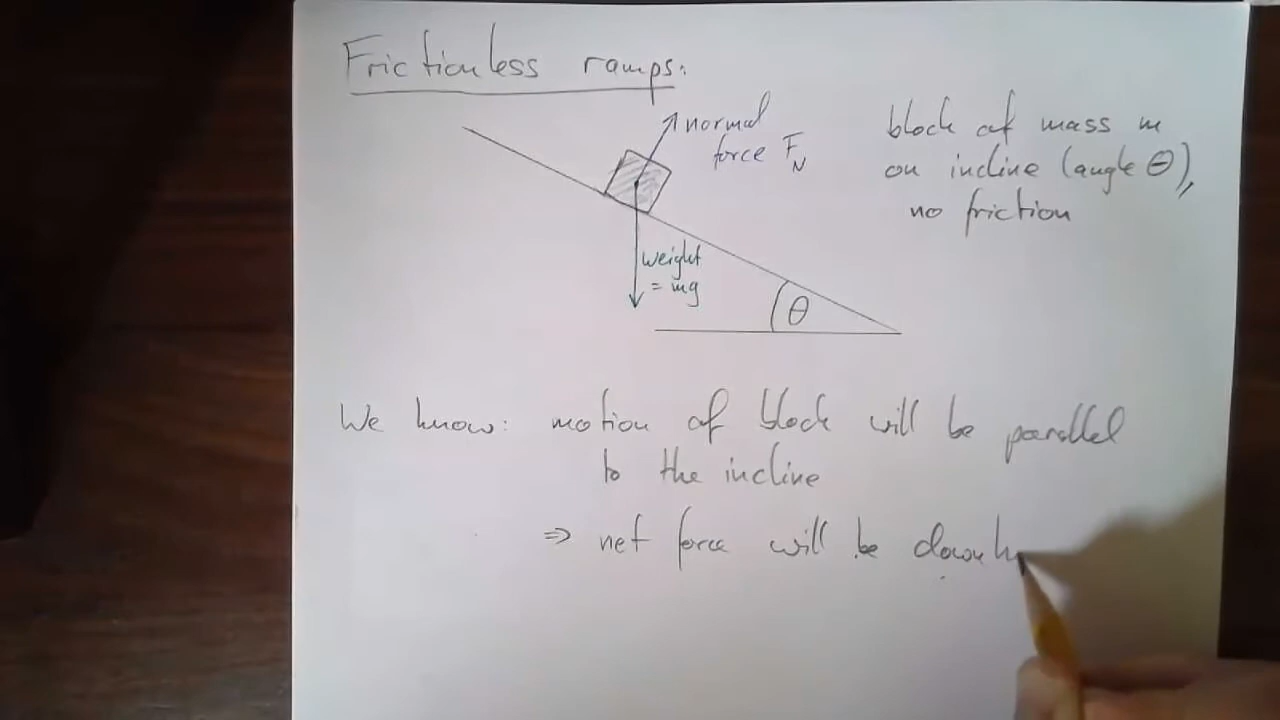 Frictionless ramps:
normal
force F_N
block of mass m
on incline (angle θ),
no friction
weight
= mg
θ
We know: motion of block will be parallel
to the incline
⇒ net force will be downh